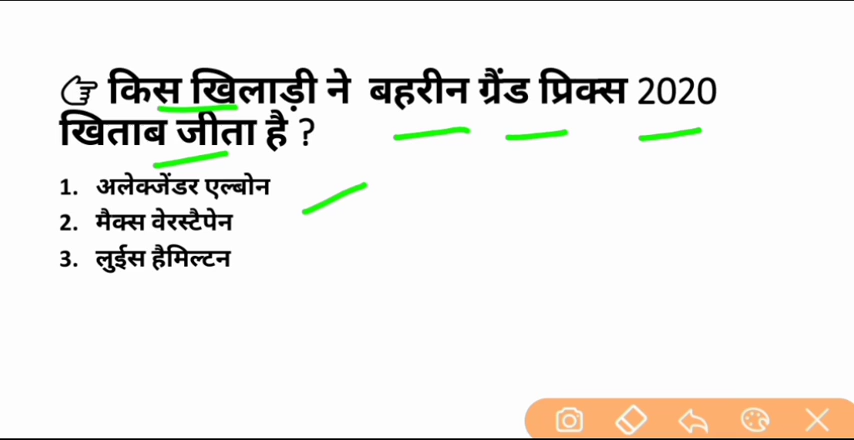 👉 किस खिलाड़ी ने बहरीन ग्रैंड प्रिक्स 2020
खिताब जीता है ?
1. अलेक्जेंडर एल्बोन
2. मैक्स वेरस्टैपेन
3. लुईस हैमिल्टन